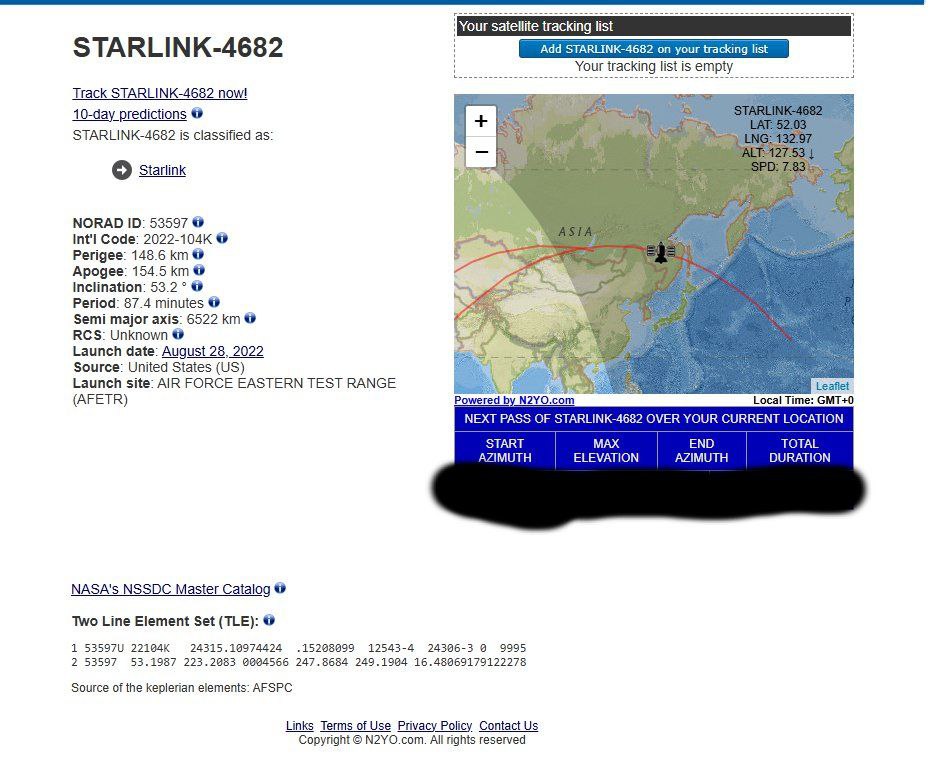 STARLINK-4682
Track STARLINK-4682 now!
10-day predictions
STARLINK-4682 is classified as:
Starlink
NORAD ID: 53597
Int'l Code: 2022-104K
Perigee: 148.6 km
Apogee: 154.5 km
Inclination: 53.2 °
Period: 87.4 minutes
Semi major axis: 6522 km
RCS: Unknown
Launch date: August 28, 2022
Source: United States (US)
Launch site: AIR FORCE EASTERN TEST RANGE
(AFETR)
Your satellite tracking list
Add STARLINK-4682 on your tracking list
Your tracking list is empty
+
−
STARLINK-4682
LAT: 52.03
LNG: 132.97
ALT: 127.53 ↓
SPD: 7.83
ASIA
Leaflet
Powered by N2YO.com
Local Time: GMT+0
NEXT PASS OF STARLINK-4682 OVER YOUR CURRENT LOCATION
START AZIMUTH
MAX ELEVATION
END AZIMUTH
TOTAL DURATION
NASA's NSSDC Master Catalog
Two Line Element Set (TLE):
1 53597U 22104K   24315.10974424  .15208099  12543-4  24306-3 0  9995
2 53597  53.1987 223.2083 0004566 247.8684 249.1904 16.48069179122278
Source of the keplerian elements: AFSPC
Links  Terms of Use  Privacy Policy  Contact Us
Copyright © N2YO.com. All rights reserved